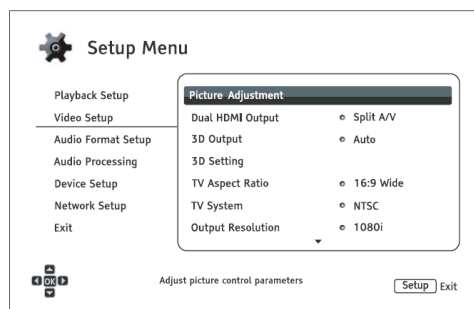 Setup Menu
Playback Setup
Video Setup
Audio Format Setup
Audio Processing
Device Setup
Network Setup
Exit
Picture Adjustment
Dual HDMI Output Split A/V
3D Output Auto
3D Setting
TV Aspect Ratio 16:9 Wide
TV System NTSC
Output Resolution 1080i
OK
Adjust picture control parameters
Setup Exit